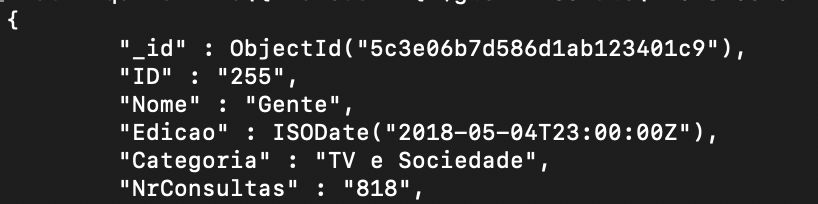 {
"_id" : ObjectId("5c3e06b7d586d1ab123401c9"),
"ID" : "255",
"Nome" : "Gente",
"Edicao" : ISODate("2018-05-04T23:00:00Z"),
"Categoria" : "TV e Sociedade",
"NrConsultas" : "818",